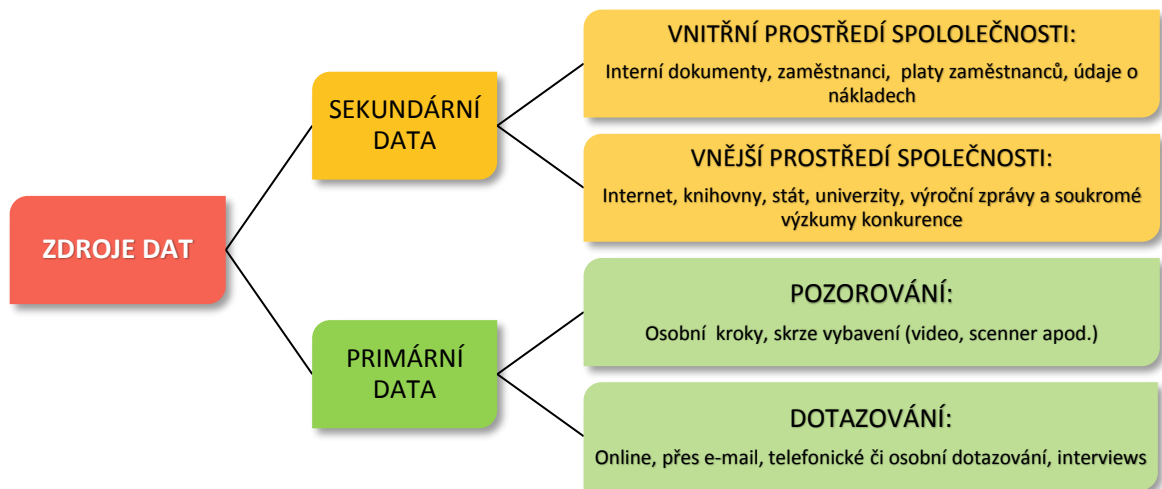 ZDROJE DAT
SEKUNDÁRNÍ
DATA
VNITŘNÍ PROSTŘEDÍ SPOLOLEČNOSTI:
Interní dokumenty, zaměstnanci, platy zaměstnanců, údaje o
nákladech
VNĚJŠÍ PROSTŘEDÍ SPOLEČNOSTI:
Internet, knihovny, stát, univerzity, výroční zprávy a soukromé
výzkumy konkurence
PRIMÁRNÍ
DATA
POZOROVÁNÍ:
Osobní kroky, skrze vybavení (video, scenner apod.)
DOTAZOVÁNÍ:
Online, přes e-mail, telefonické či osobní dotazování, interviews